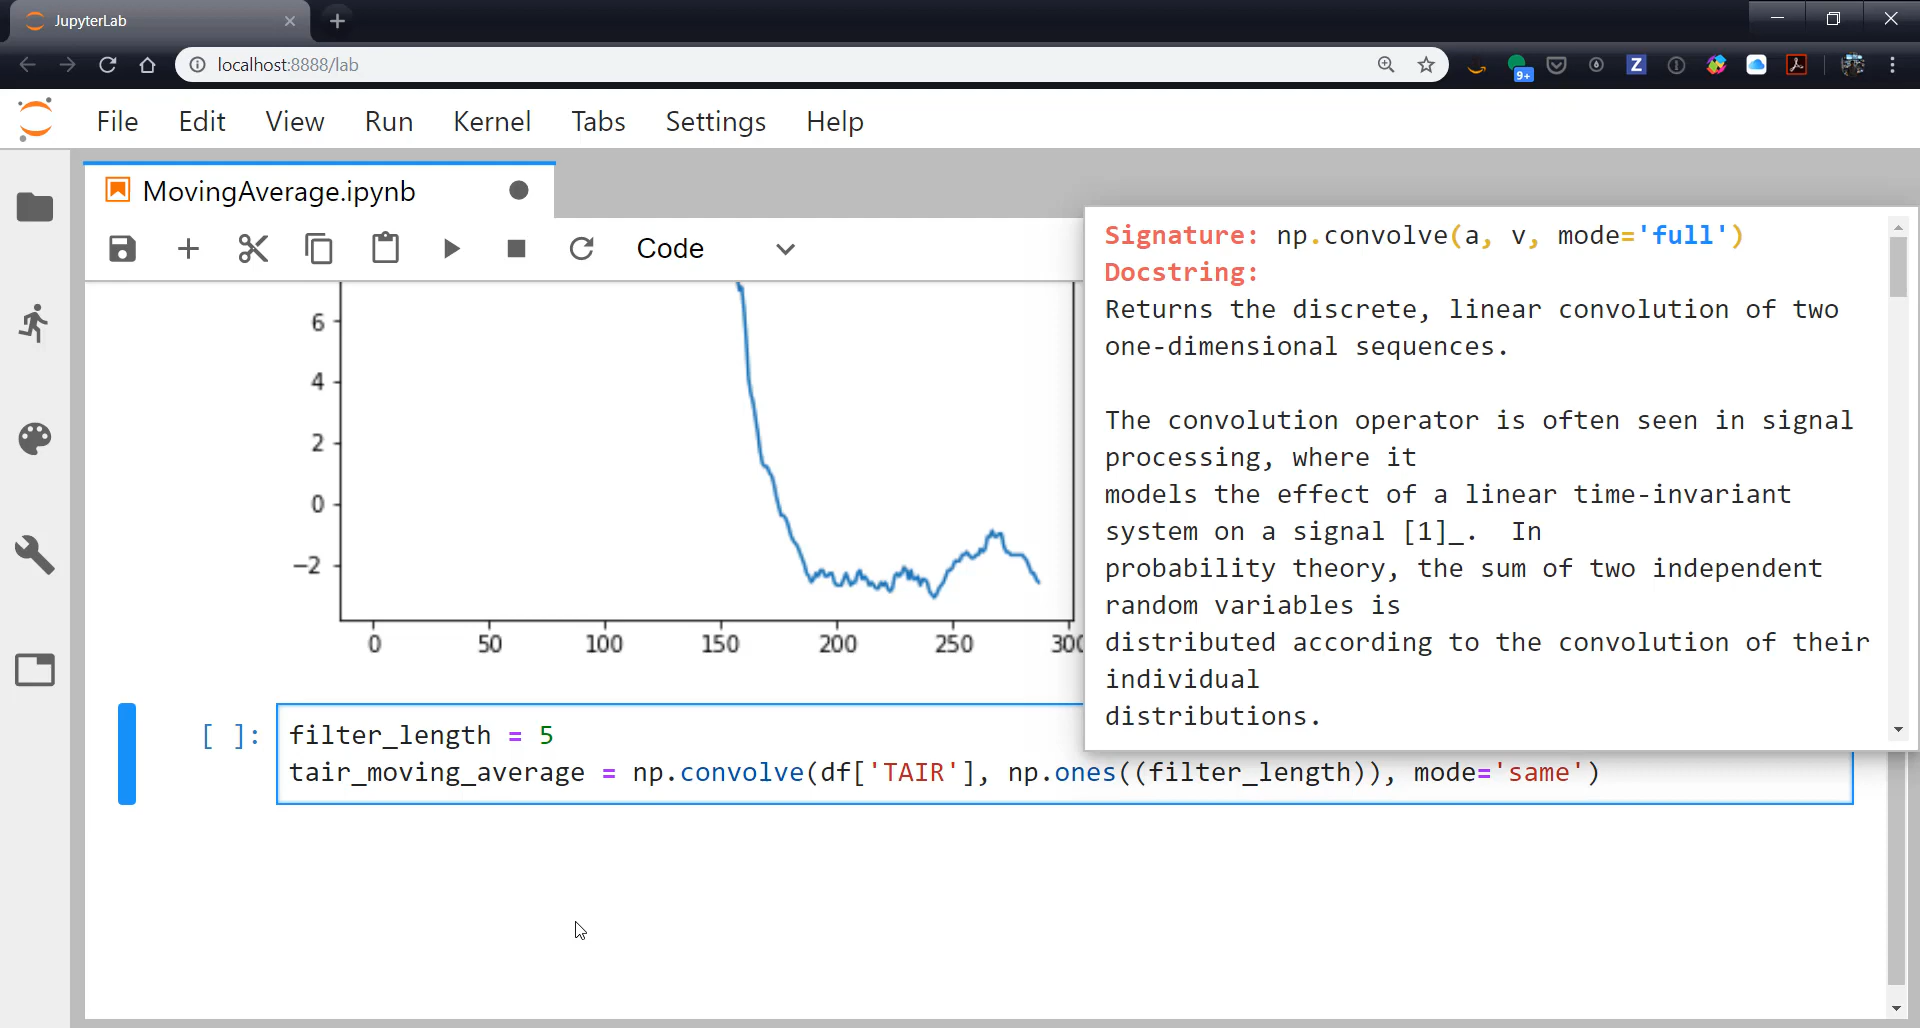 JupyterLab
localhost:8888/lab
9+
Z
File Edit View Run Kernel Tabs Settings Help
MovingAverage.ipynb
Code
6
4
2
0
−2
0 50 100 150 200 250 300
Signature: np.convolve(a, v, mode='full')
Docstring:
Returns the discrete, linear convolution of two
one-dimensional sequences.
The convolution operator is often seen in signal
processing, where it
models the effect of a linear time-invariant
system on a signal [1]_.  In
probability theory, the sum of two independent
random variables is
distributed according to the convolution of their
individual
distributions.
[ ]:
filter_length = 5
tair_moving_average = np.convolve(df['TAIR'], np.ones((filter_length)), mode='same')